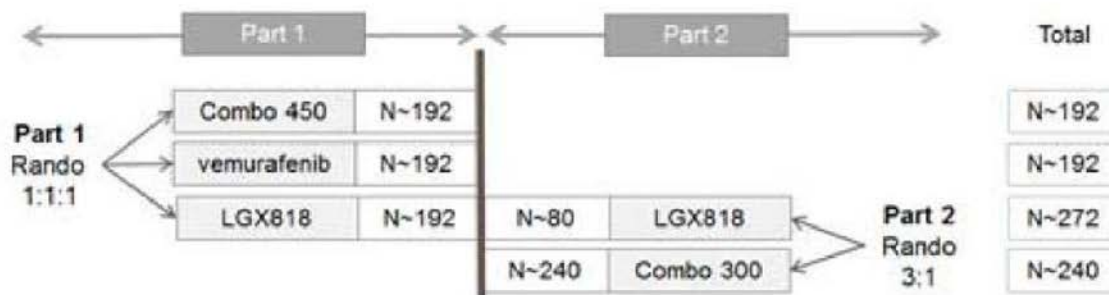 Part 1 Part 2 Total
Combo 450 N~192 N~192
Part 1
Rando
1:1:1
vemurafenib N~192 N~192
LGX818 N~192 N~80 LGX818 N~272
Part 2
Rando
3:1
N~240 Combo 300 N~240